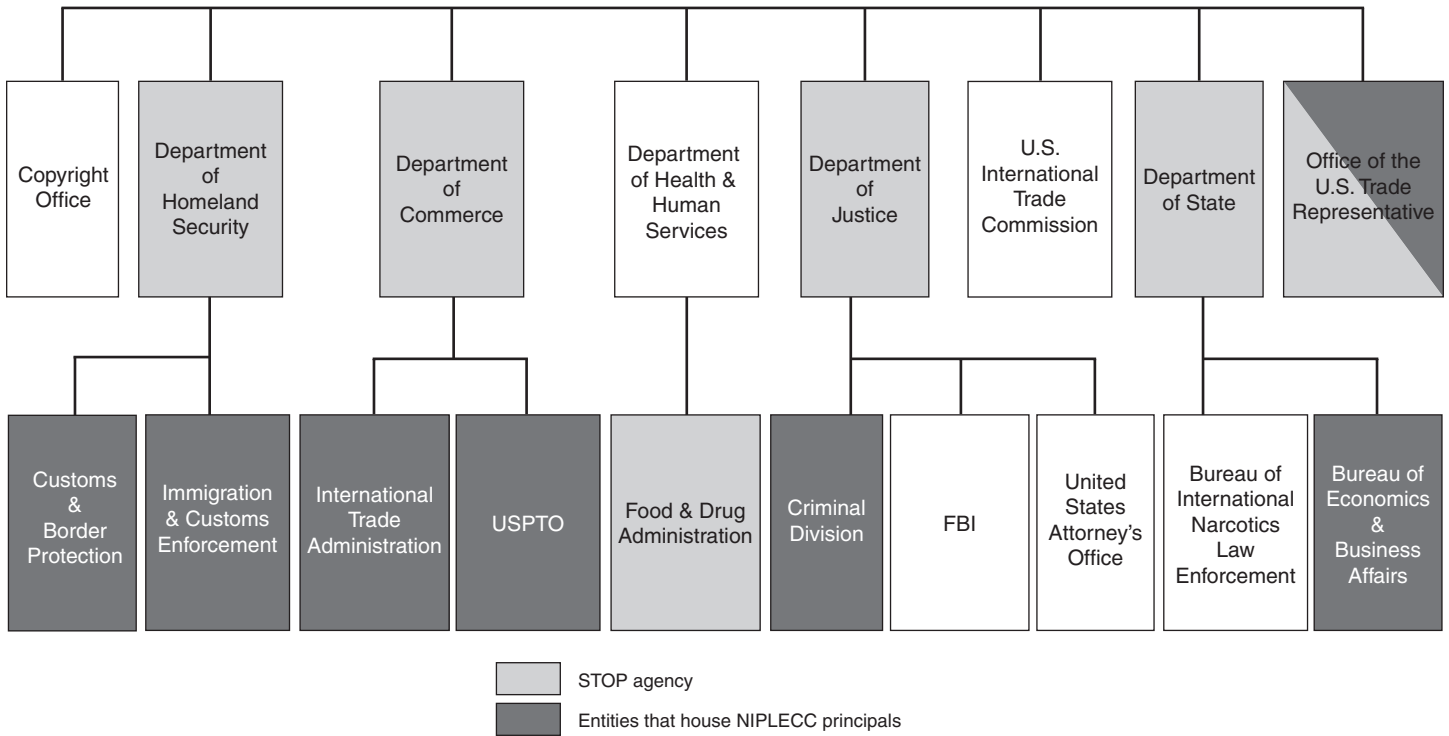 Copyright
Office
Department
of
Homeland
Security
Department
of
Commerce
Department
of Health &
Human
Services
Department
of
Justice
U.S.
International
Trade
Commission
Department
of State
Office of the
U.S. Trade
Representative
Customs
&
Border
Protection
Immigration
& Customs
Enforcement
International
Trade
Administration
USPTO
Food & Drug
Administration
Criminal
Division
FBI
United
States
Attorney's
Office
Bureau of
International
Narcotics
Law
Enforcement
Bureau of
Economics
&
Business
Affairs
STOP agency
Entities that house NIPLECC principals